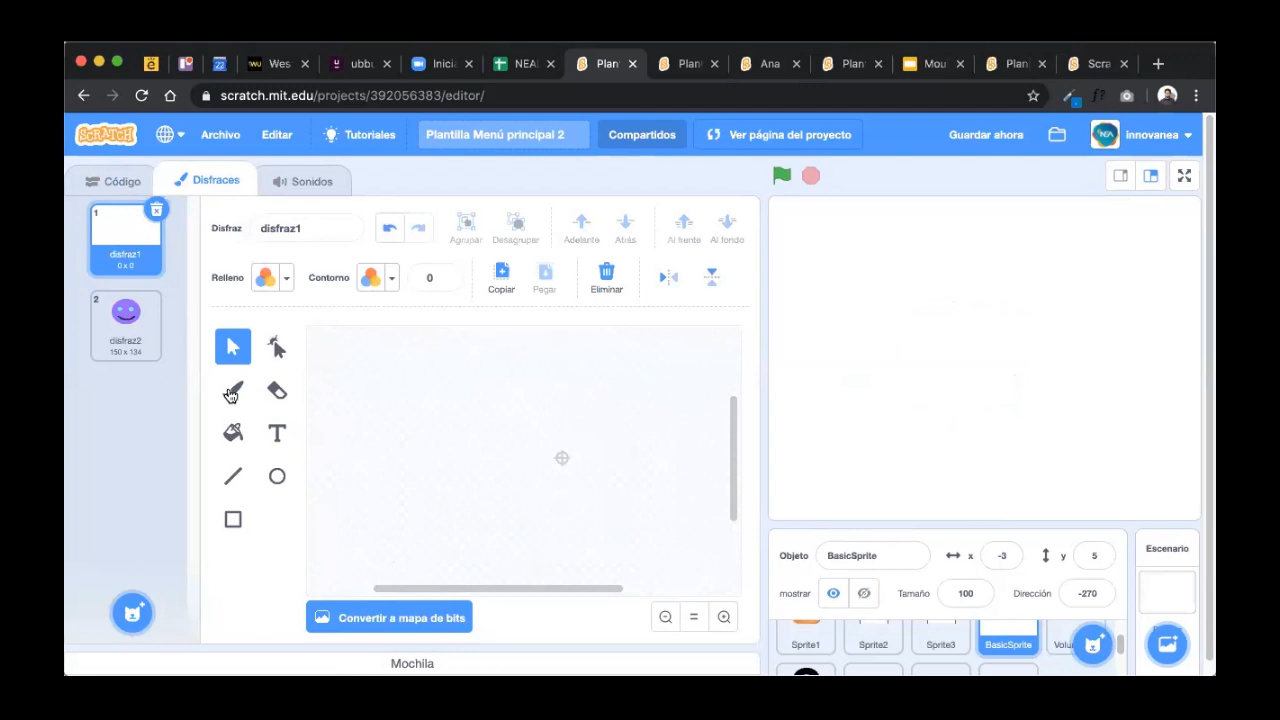 Wes
ubbu
Inicia
NEA
Plant
Plant
Ana
Plant
Mou
Plan
Scra
scratch.mit.edu/projects/392056383/editor/
SCRATCH
Archivo
Editar
Tutoriales
Plantilla Menú principal 2
Compartidos
Ver página del proyecto
Guardar ahora
innovanea
Código
Disfraces
Sonidos
1
disfraz1
0 x 0
2
disfraz2
150 x 134
Disfraz
disfraz1
Agrupar
Desagrupar
Adelante
Atrás
Al frente
Al fondo
Relleno
Contorno
0
Copiar
Pegar
Eliminar
T
Convertir a mapa de bits
Mochila
Objeto
BasicSprite
x
-3
y
5
mostrar
Tamaño
100
Dirección
-270
Sprite1
Sprite2
Sprite3
BasicSprite
Volu
Escenario